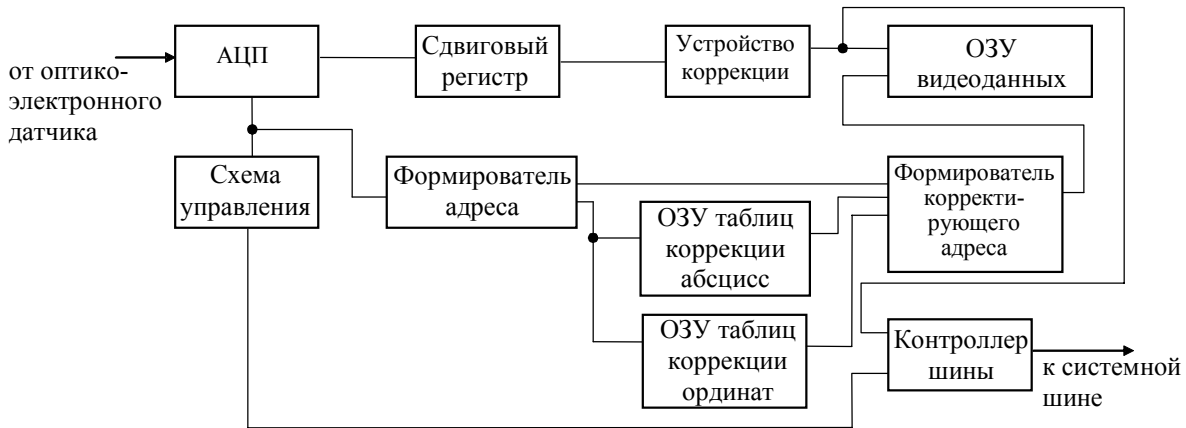 АЦП
Сдвиговый
регистр
Устройство
коррекции
ОЗУ
видеоданных
от оптико-
электронного
датчика
Схема
управления
Формирователь
адреса
Формирователь
корректи-
рующего
адреса
ОЗУ таблиц
коррекции
абсцисс
ОЗУ таблиц
коррекции
ординат
Контроллер
шины
к системной
шине